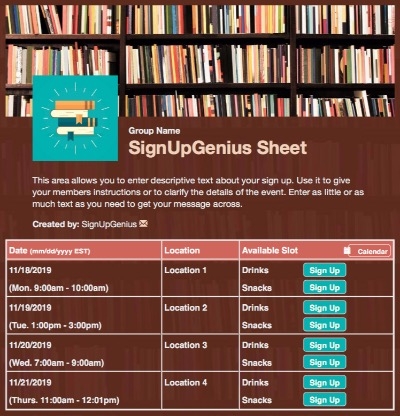 Group Name
SignUpGenius Sheet
This area allows you to enter descriptive text about your sign up. Use it to give
your members instructions or to clarify the details of the event. Enter as little or as
much text as you need to get your message across.
Created by: SignUpGenius
Date (mm/dd/yyyy EST) Location Available Slot Calendar
11/18/2019 Location 1 Drinks Sign Up
(Mon. 9:00am - 10:00am) Snacks Sign Up
11/19/2019 Location 2 Drinks Sign Up
(Tue. 1:00pm - 3:00pm) Snacks Sign Up
11/20/2019 Location 3 Drinks Sign Up
(Wed. 7:00am - 9:00am) Snacks Sign Up
11/21/2019 Location 4 Drinks Sign Up
(Thurs. 11:00am - 12:01pm) Snacks Sign Up